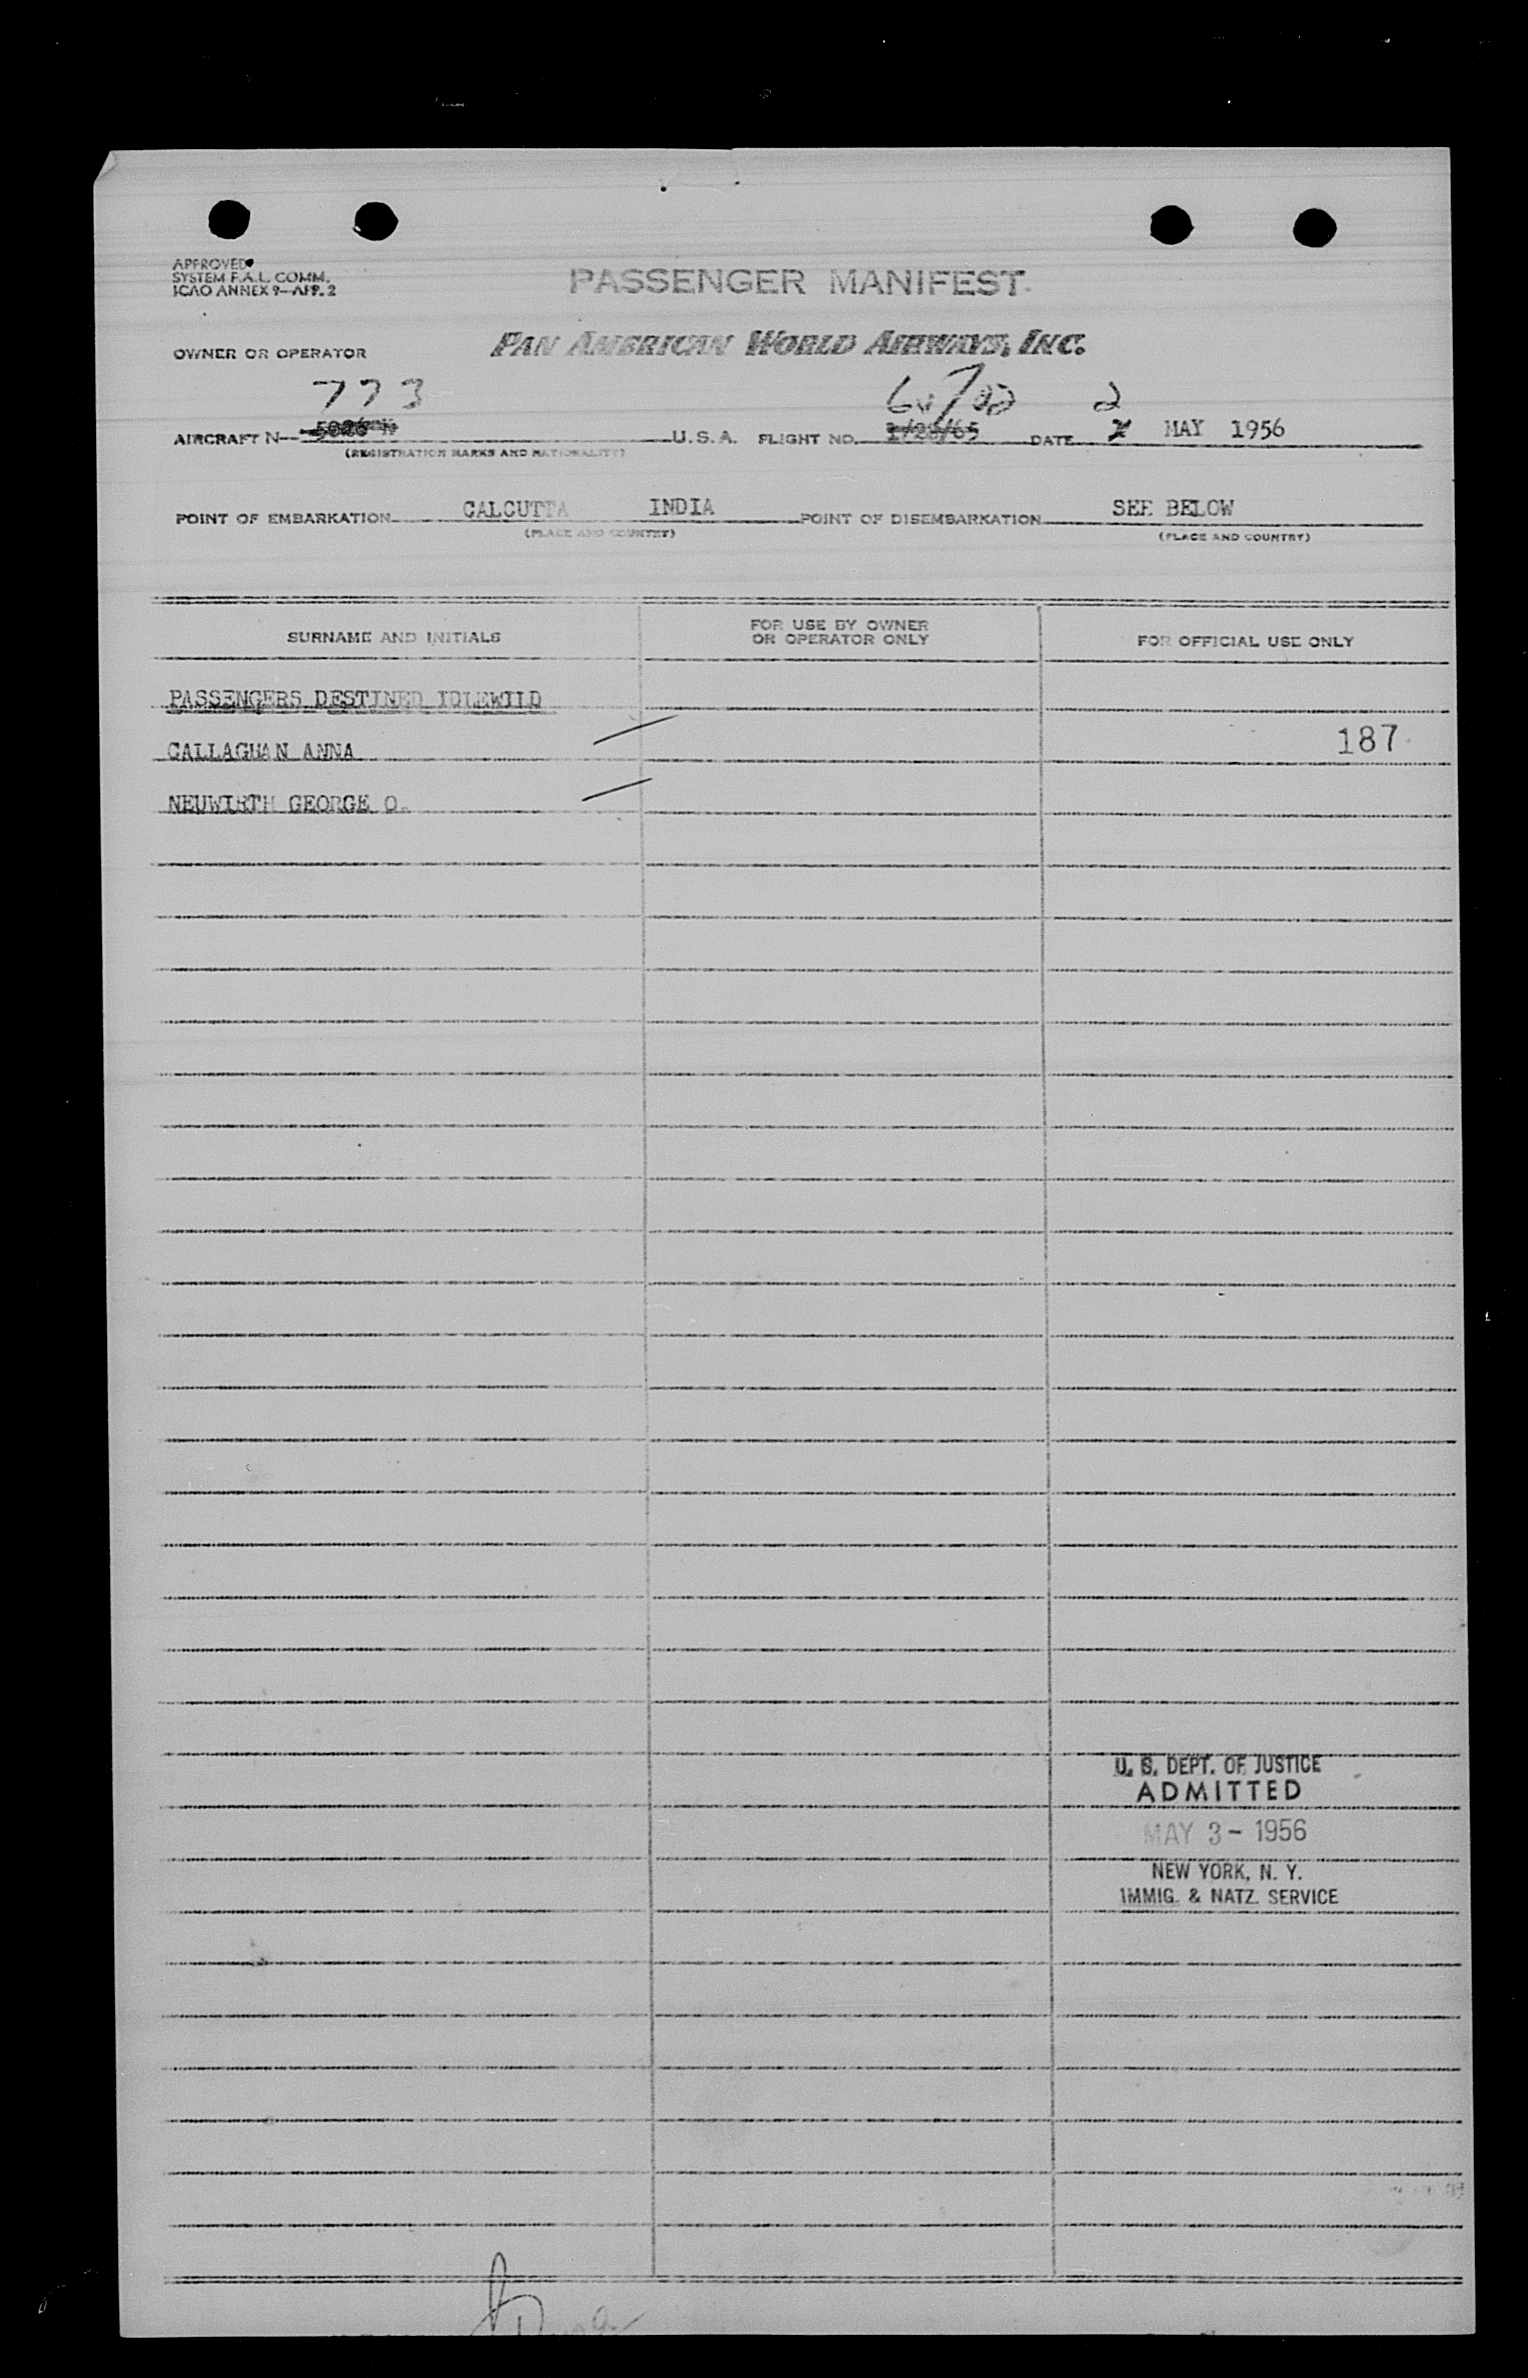 APPROVED
SYSTEM F.A.L. COMM.
ICAO ANNEX 9—APP. 2
PASSENGER MANIFEST
OWNER OR OPERATOR PAN AMERICAN WORLD AIRWAYS, INC.
773 2
AIRCRAFT N— U.S.A. FLIGHT NO. 1/28/65 DATE MAY 1956
(REGISTRATION MARKS AND NATIONALITY)
POINT OF EMBARKATION CALCUTTA INDIA POINT OF DISEMBARKATION SEE BELOW
(PLACE AND COUNTRY) (PLACE AND COUNTRY)
SURNAME AND INITIALS
FOR USE BY OWNER
OR OPERATOR ONLY
FOR OFFICIAL USE ONLY
PASSENGERS DESTINED IDLEWILD
CALLAGHAN ANNA 187
NEUWIRTH GEORGE O.
U. S. DEPT. OF JUSTICE
ADMITTED
MAY 3 - 1956
NEW YORK, N. Y.
IMMIG. & NATZ. SERVICE